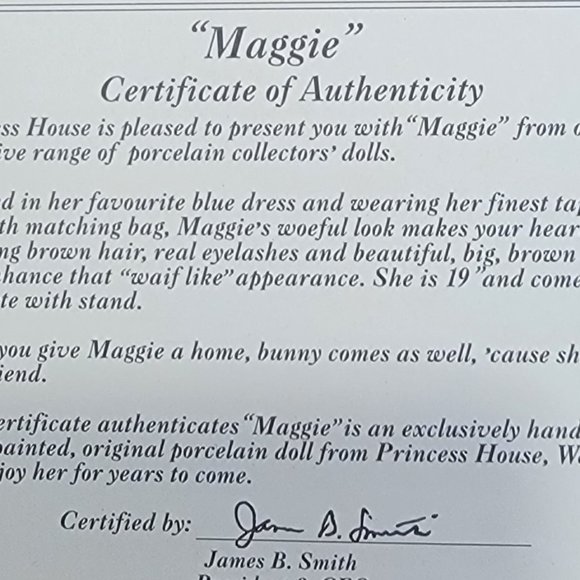 “Maggie”
Certificate of Authenticity
ss House is pleased to present you with “Maggie” from
ive range of porcelain collectors’ dolls.
d in her favourite blue dress and wearing her finest ta
th matching bag, Maggie’s woeful look makes your hear
ng brown hair, real eyelashes and beautiful, big, brown
hance that “waif like” appearance. She is 19 ” and come
te with stand.
you give Maggie a home, bunny comes as well, ’cause sh
iend.
ertificate authenticates “Maggie” is an exclusively hand
painted, original porcelain doll from Princess House, W
joy her for years to come.
Certified by: James B. Smith
James B. Smith